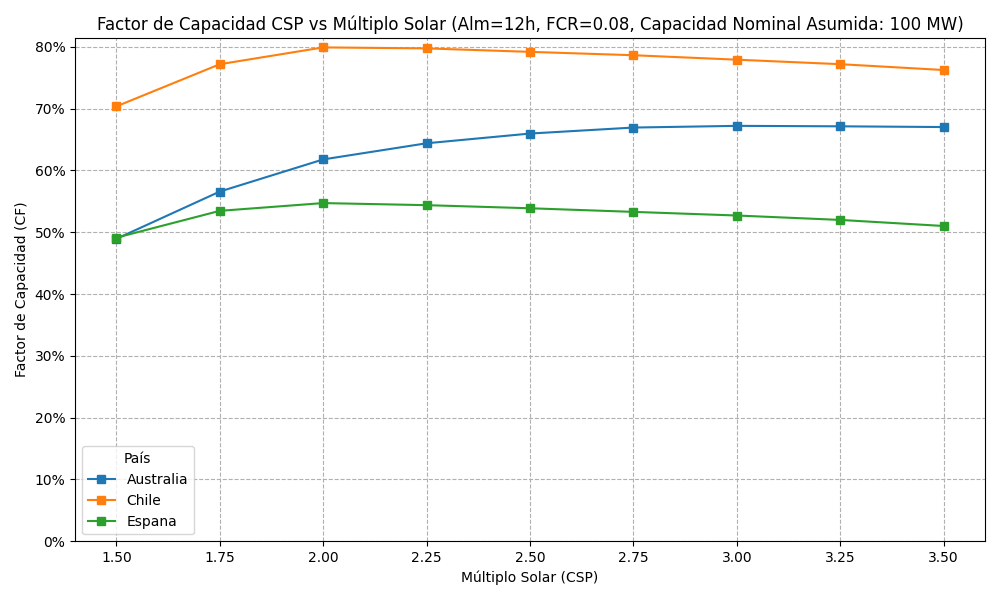 Factor de Capacidad CSP vs Múltiplo Solar (Alm=12h, FCR=0.08, Capacidad Nominal Asumida: 100 MW)
Factor de Capacidad (CF)
80%
70%
60%
50%
40%
30%
20%
10%
0%
País
Australia
Chile
Espana
1.50 1.75 2.00 2.25 2.50 2.75 3.00 3.25 3.50
Múltiplo Solar (CSP)